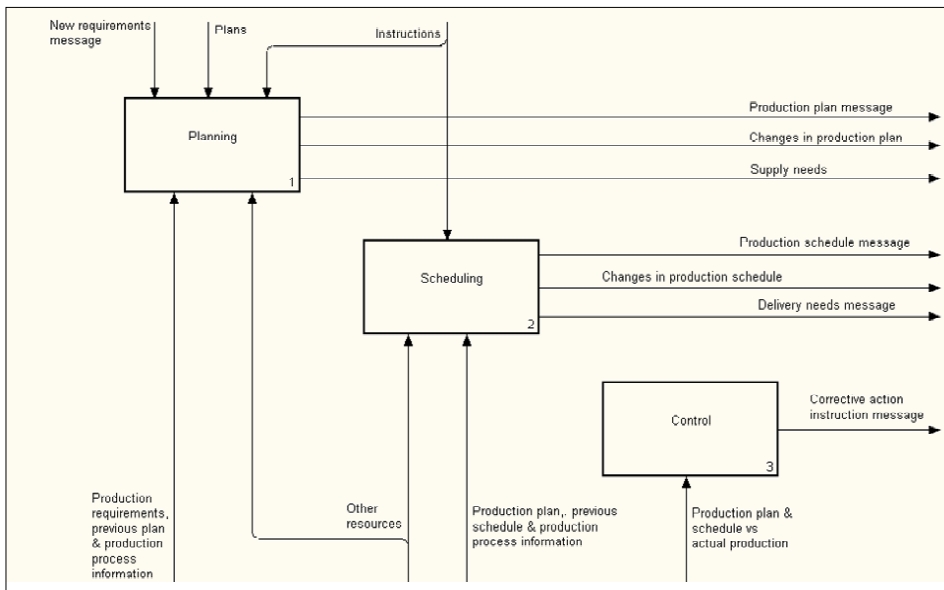 New requirements
message
Plans
Instructions
Planning
1
Production plan message
Changes in production plan
Supply needs
Scheduling
2
Production schedule message
Changes in production schedule
Delivery needs message
Control
3
Corrective action
instruction message
Production
requirements,
previous plan
& production
process
information
Other
resources
Production plan,. previous
schedule & production
process information
Production plan &
schedule vs
actual production